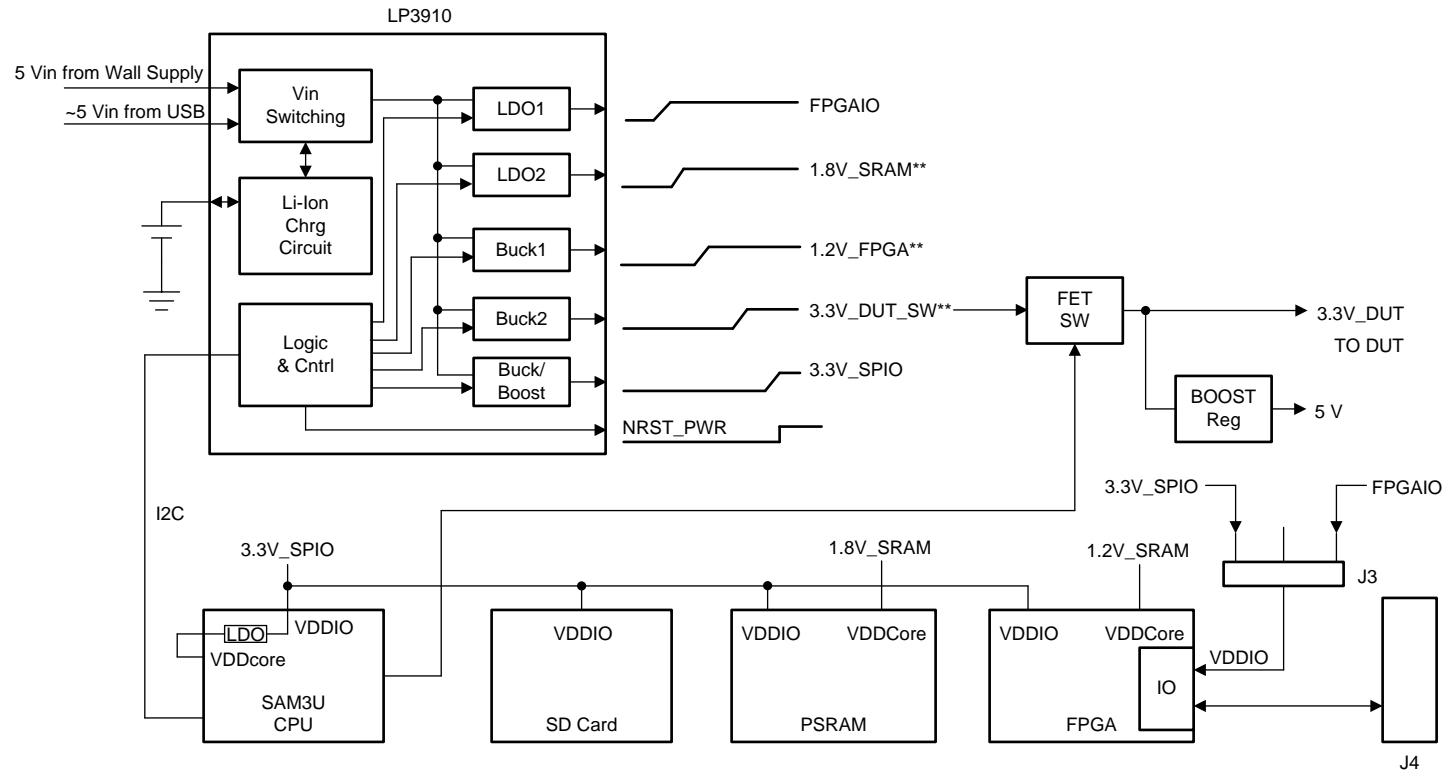 LP3910
5 Vin from Wall Supply
~5 Vin from USB
Vin
Switching
Li-Ion
Chrg
Circuit
Logic
& Cntrl
LDO1
LDO2
Buck1
Buck2
Buck/
Boost
FPGAIO
1.8V_SRAM**
1.2V_FPGA**
3.3V_DUT_SW**
3.3V_SPIO
NRST_PWR
FET
SW
3.3V_DUT
TO DUT
BOOST
Reg
5 V
I2C
3.3V_SPIO
1.8V_SRAM
1.2V_SRAM
3.3V_SPIO
FPGAIO
J3
LDO
VDDIO
VDDcore
SAM3U
CPU
VDDIO
SD Card
VDDIO
VDDCore
PSRAM
VDDIO
VDDCore
IO
FPGA
VDDIO
J4